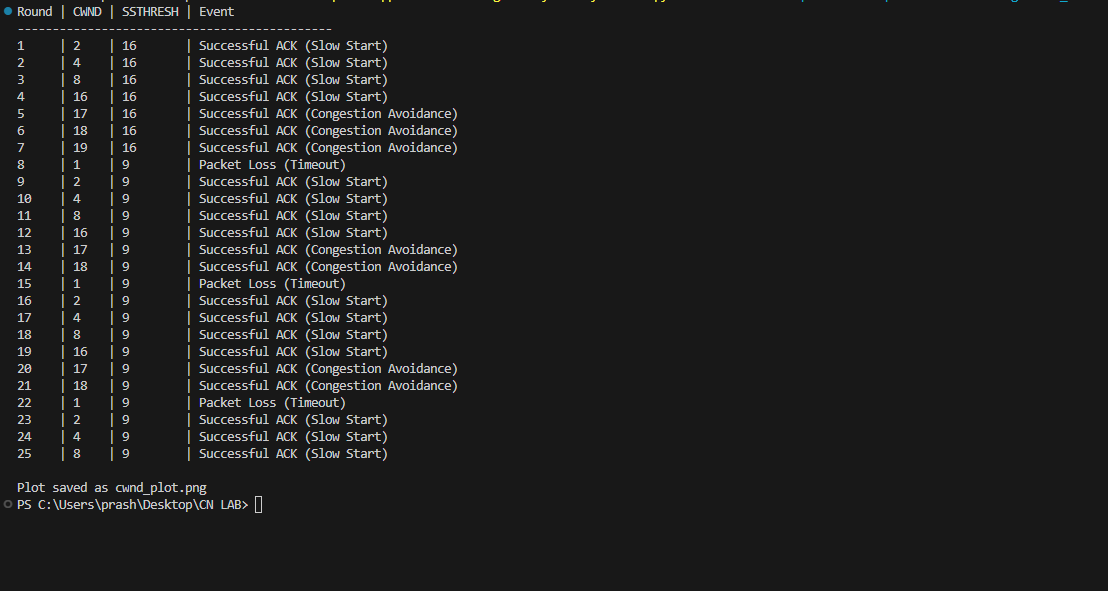 Round | CWND | SSTHRESH | Event
---------------------------------------------
1     | 2    | 16       | Successful ACK (Slow Start)
2     | 4    | 16       | Successful ACK (Slow Start)
3     | 8    | 16       | Successful ACK (Slow Start)
4     | 16   | 16       | Successful ACK (Slow Start)
5     | 17   | 16       | Successful ACK (Congestion Avoidance)
6     | 18   | 16       | Successful ACK (Congestion Avoidance)
7     | 19   | 16       | Successful ACK (Congestion Avoidance)
8     | 1    | 9        | Packet Loss (Timeout)
9     | 2    | 9        | Successful ACK (Slow Start)
10    | 4    | 9        | Successful ACK (Slow Start)
11    | 8    | 9        | Successful ACK (Slow Start)
12    | 16   | 9        | Successful ACK (Slow Start)
13    | 17   | 9        | Successful ACK (Congestion Avoidance)
14    | 18   | 9        | Successful ACK (Congestion Avoidance)
15    | 1    | 9        | Packet Loss (Timeout)
16    | 2    | 9        | Successful ACK (Slow Start)
17    | 4    | 9        | Successful ACK (Slow Start)
18    | 8    | 9        | Successful ACK (Slow Start)
19    | 16   | 9        | Successful ACK (Slow Start)
20    | 17   | 9        | Successful ACK (Congestion Avoidance)
21    | 18   | 9        | Successful ACK (Congestion Avoidance)
22    | 1    | 9        | Packet Loss (Timeout)
23    | 2    | 9        | Successful ACK (Slow Start)
24    | 4    | 9        | Successful ACK (Slow Start)
25    | 8    | 9        | Successful ACK (Slow Start)
Plot saved as cwnd_plot.png
PS C:\Users\prash\Desktop\CN LAB>